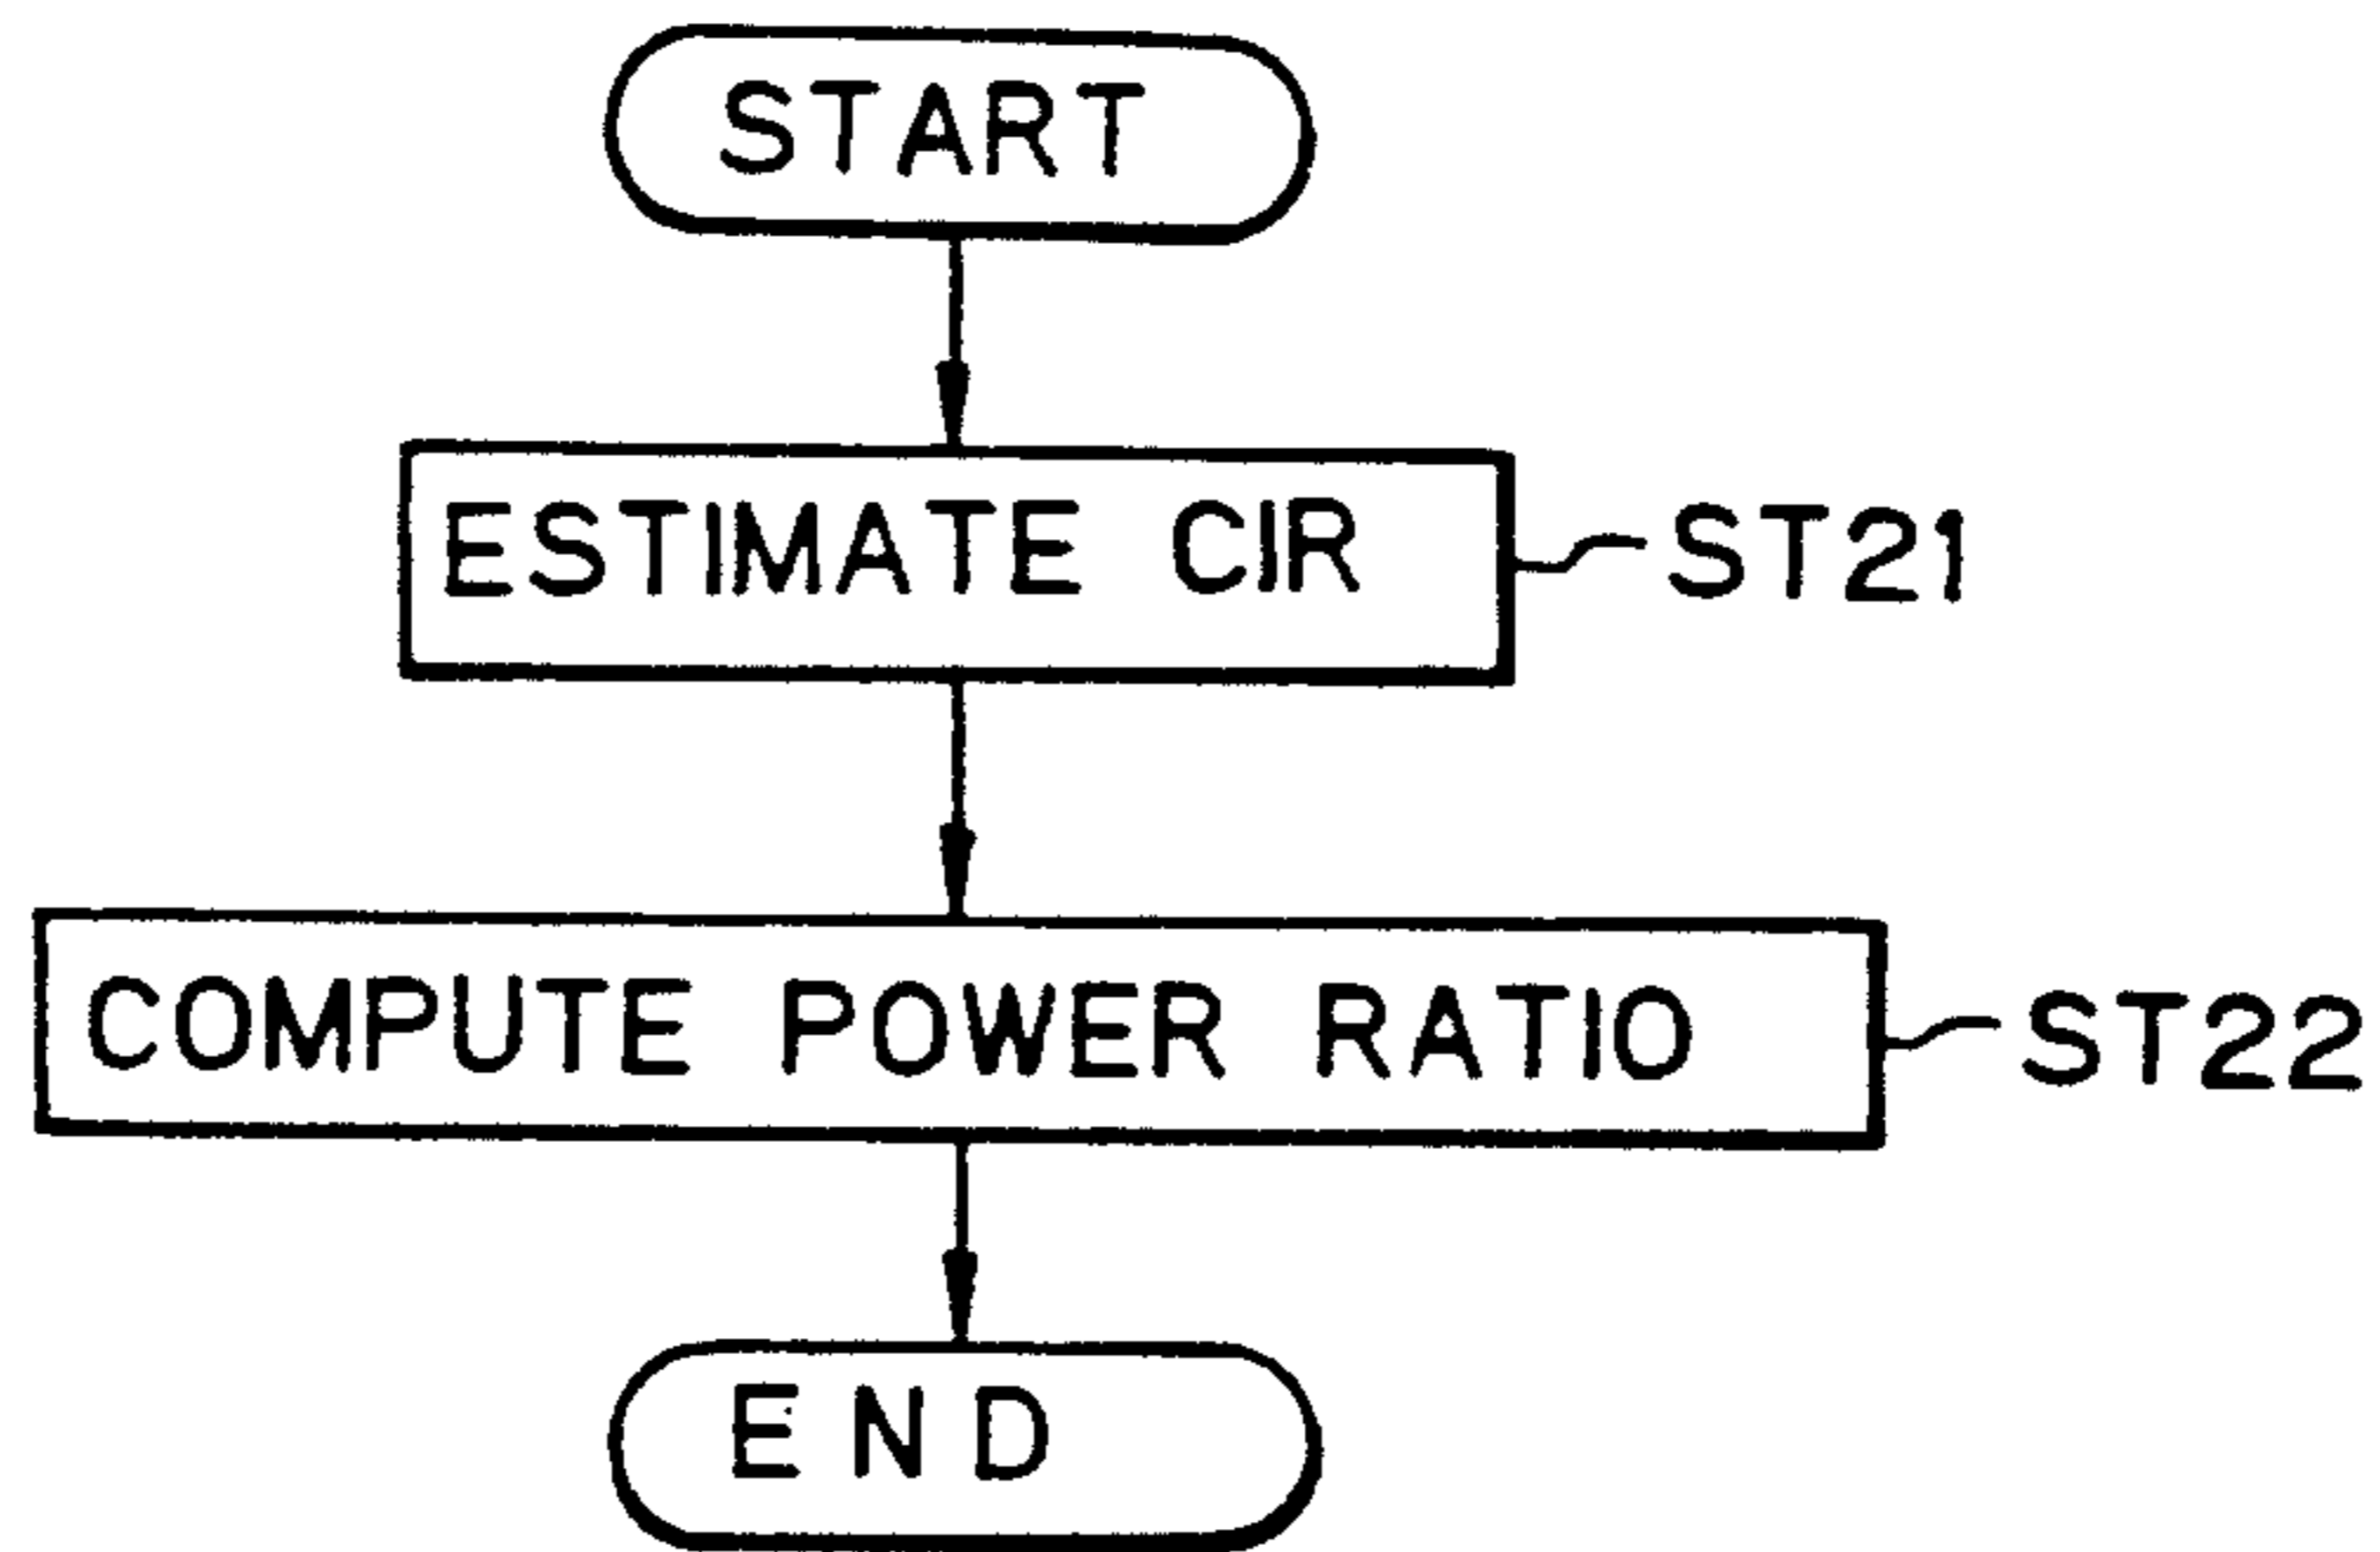 START
ESTIMATE CIR
ST21
COMPUTE POWER RATIO
ST22
END